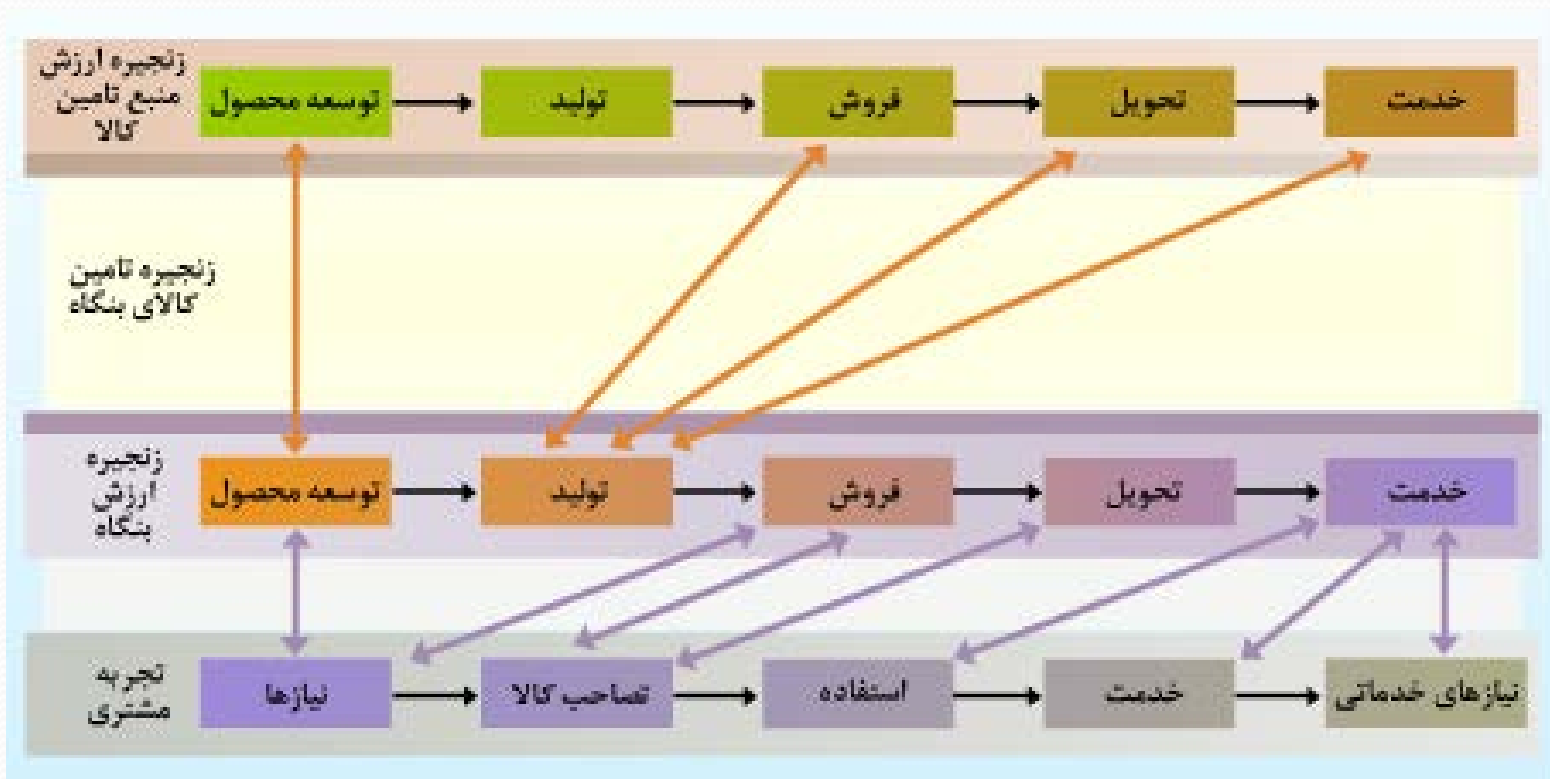 زنجیره ارزش
منبع تامین
کالا
توسعه محصول
تولید
فروش
تحویل
خدمت
زنجیره تامین
کالای بنگاه
زنجیره
ارزش
بنگاه
توسعه محصول
تولید
فروش
تحویل
خدمت
تجربه
مشتری
نیازها
تصاحب کالا
استفاده
خدمت
نیازهای خدماتی